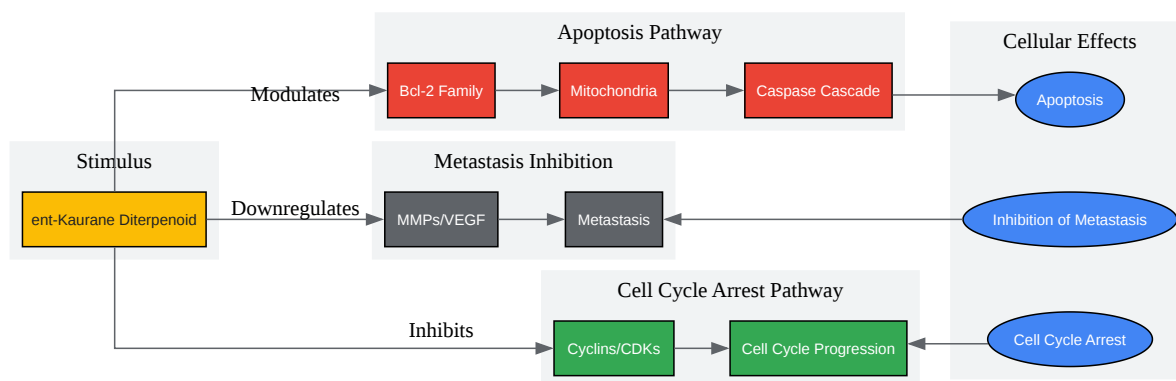 Apoptosis Pathway
Cellular Effects
Modulates
Bcl-2 Family
Mitochondria
Caspase Cascade
Apoptosis
Stimulus
Metastasis Inhibition
ent-Kaurane Diterpenoid
Downregulates
MMPs/VEGF
Metastasis
Inhibition of Metastasis
Cell Cycle Arrest Pathway
Inhibits
Cyclins/CDKs
Cell Cycle Progression
Cell Cycle Arrest